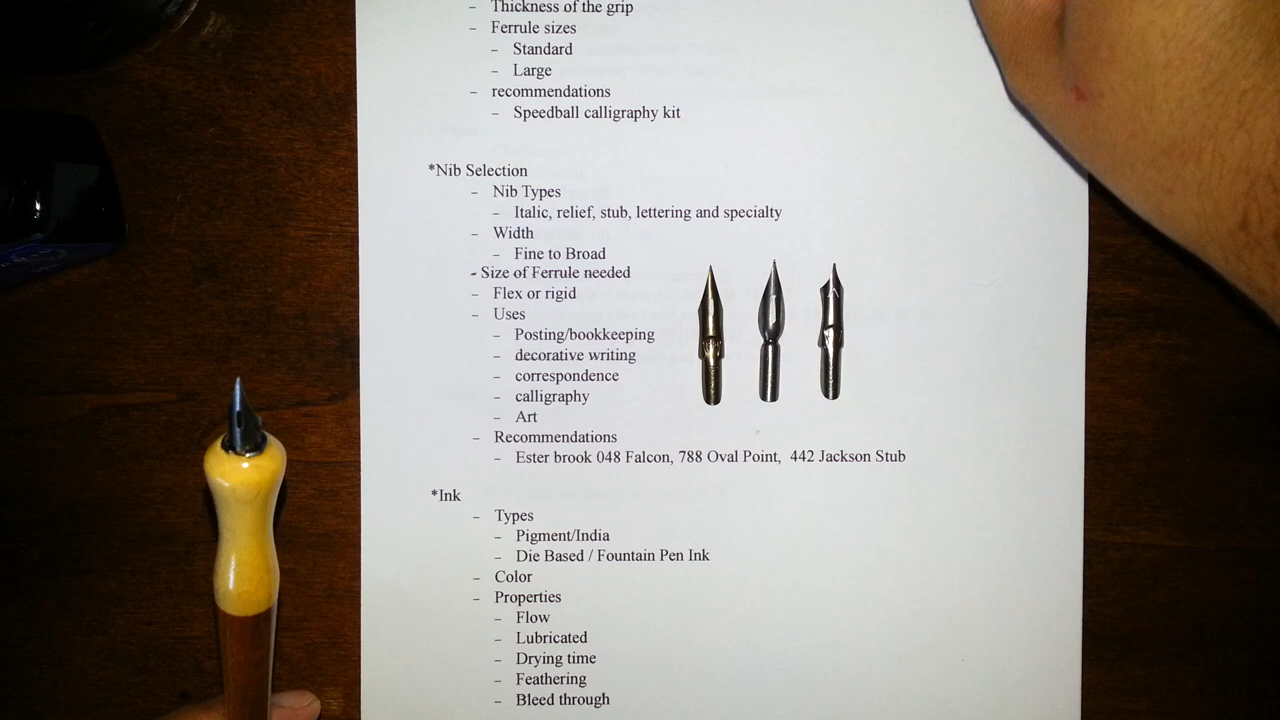 - Thickness of the grip
- Ferrule sizes
- Standard
- Large
- recommendations
- Speedball calligraphy kit
*Nib Selection
- Nib Types
- Italic, relief, stub, lettering and specialty
- Width
- Fine to Broad
- Size of Ferrule needed
- Flex or rigid
- Uses
- Posting/bookkeeping
- decorative writing
- correspondence
- calligraphy
- Art
- Recommendations
- Ester brook 048 Falcon, 788 Oval Point, 442 Jackson Stub
*Ink
- Types
- Pigment/India
- Die Based / Fountain Pen Ink
- Color
- Properties
- Flow
- Lubricated
- Drying time
- Feathering
- Bleed through